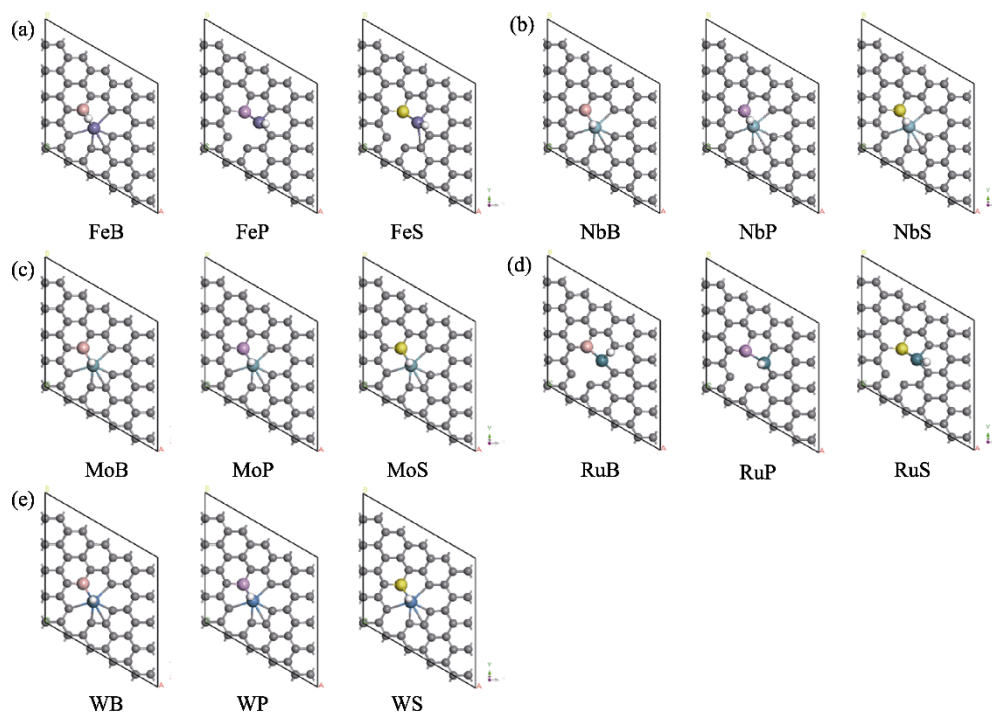 (a)
(b)
FeB
FeP
FeS
NbB
NbP
NbS
(c)
(d)
MoB
MoP
MoS
RuB
RuP
RuS
(e)
WB
WP
WS